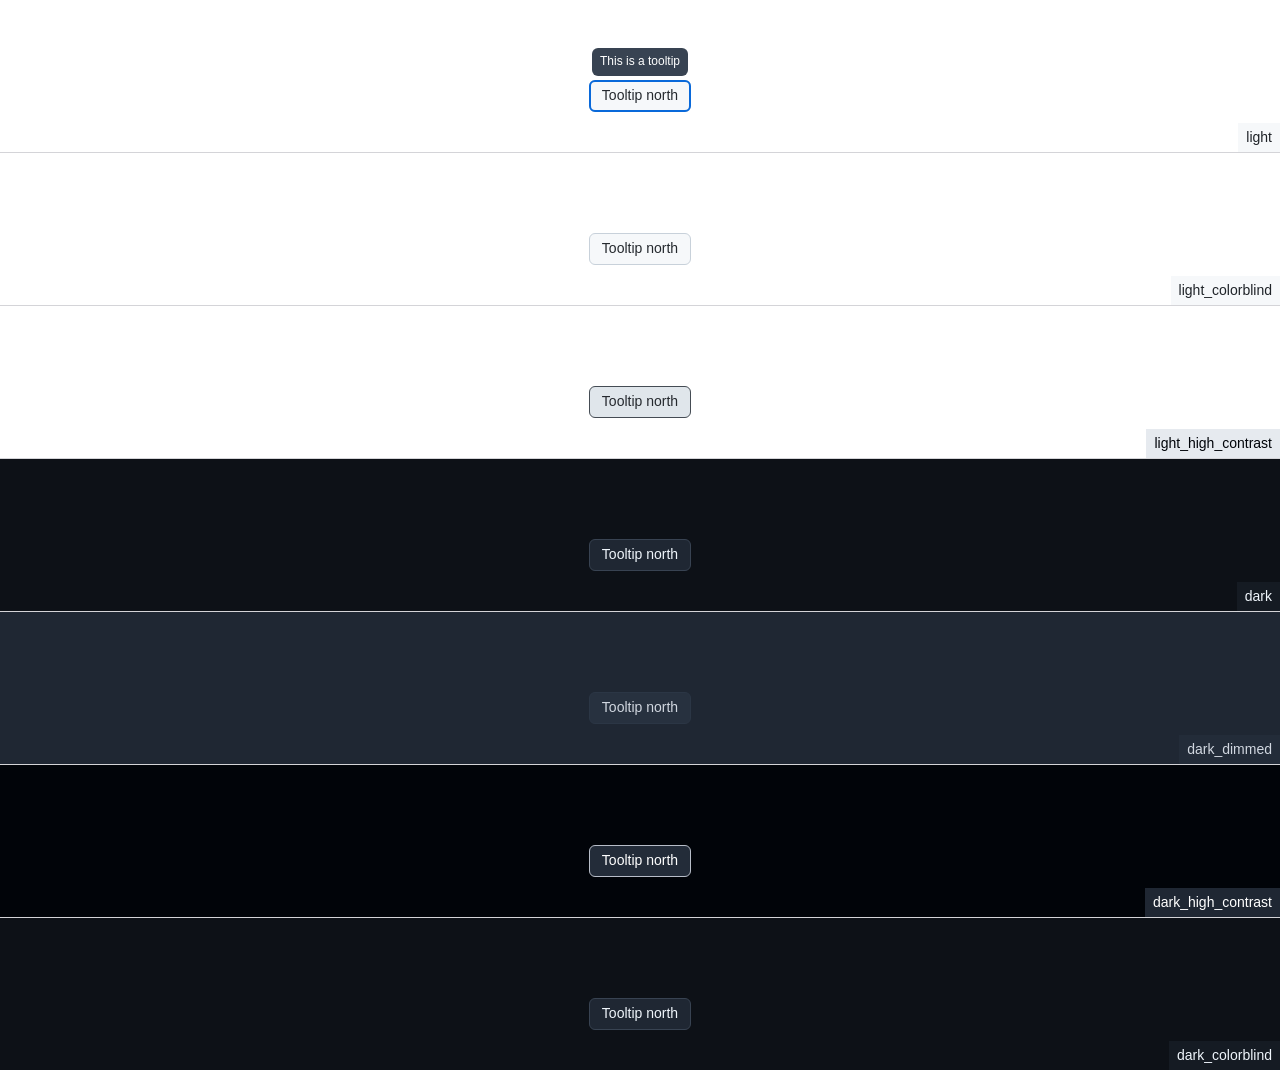 This is a tooltip
Tooltip north
light
Tooltip north
light_colorblind
Tooltip north
light_high_contrast
Tooltip north
dark
Tooltip north
dark_dimmed
Tooltip north
dark_high_contrast
Tooltip north
dark_colorblind